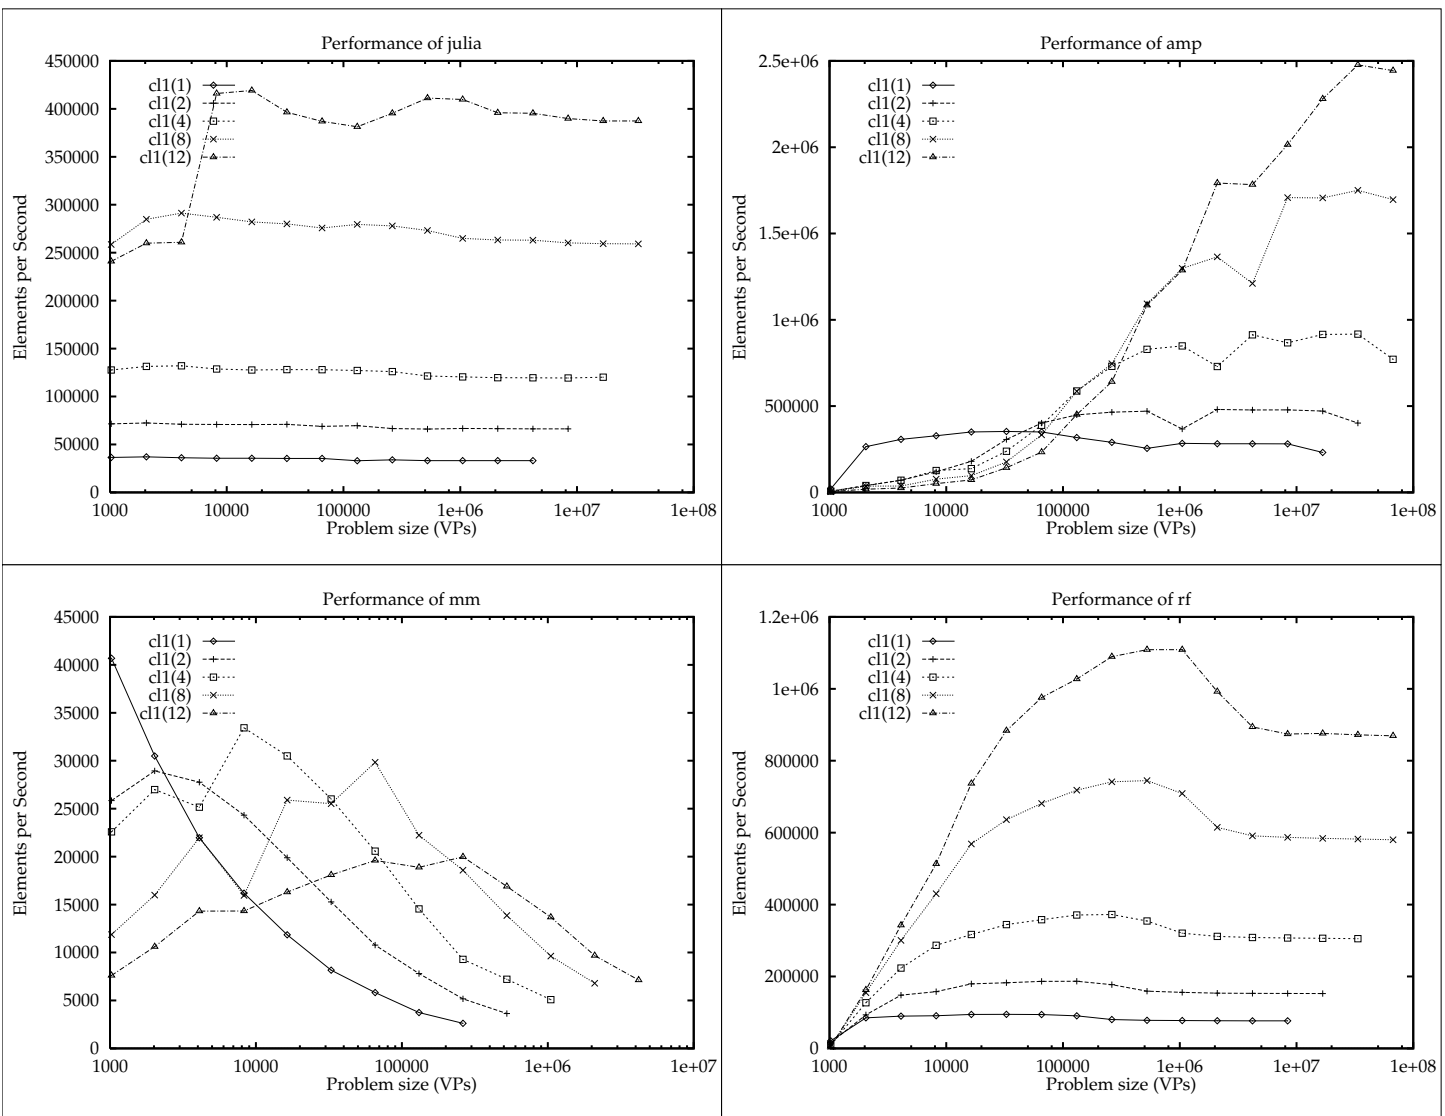 Performance of julia
450000
400000
350000
300000
250000
200000
150000
100000
50000
0
Elements per Second
cl1(1)
cl1(2)
cl1(4)
cl1(8)
cl1(12)
1000 10000 100000 1e+06 1e+07 1e+08
Problem size (VPs)
Performance of amp
2.5e+06
2e+06
1.5e+06
1e+06
500000
0
Elements per Second
cl1(1)
cl1(2)
cl1(4)
cl1(8)
cl1(12)
1000 10000 100000 1e+06 1e+07 1e+08
Problem size (VPs)
Performance of mm
45000
40000
35000
30000
25000
20000
15000
10000
5000
0
Elements per Second
cl1(1)
cl1(2)
cl1(4)
cl1(8)
cl1(12)
1000 10000 100000 1e+06 1e+07
Problem size (VPs)
Performance of rf
1.2e+06
1e+06
800000
600000
400000
200000
0
Elements per Second
cl1(1)
cl1(2)
cl1(4)
cl1(8)
cl1(12)
1000 10000 100000 1e+06 1e+07 1e+08
Problem size (VPs)